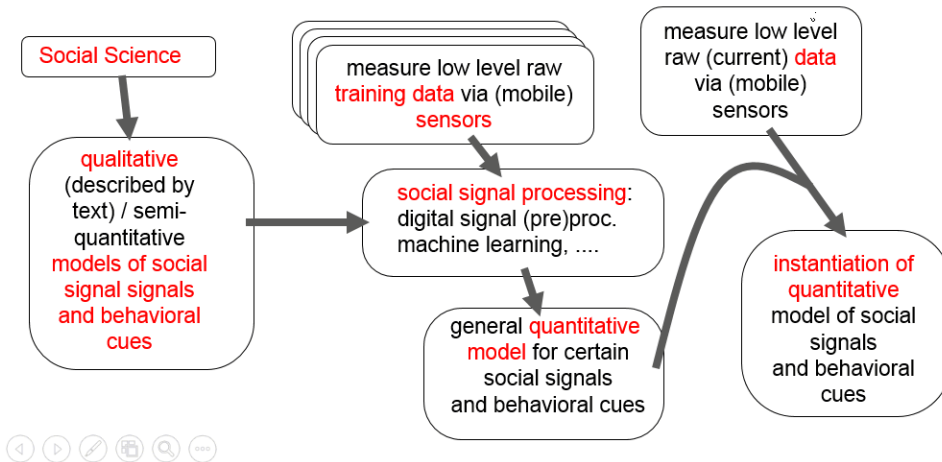 Social Science
qualitative
(described by
text) / semi-
quantitative
models of social
signal signals
and behavioral
cues
measure low level raw
training data via (mobile)
sensors
social signal processing:
digital signal (pre)proc.
machine learning, ....
general quantitative
model for certain
social signals
and behavioral cues
measure low level
raw (current) data
via (mobile)
sensors
instantiation of
quantitative
model of social
signals
and behavioral
cues